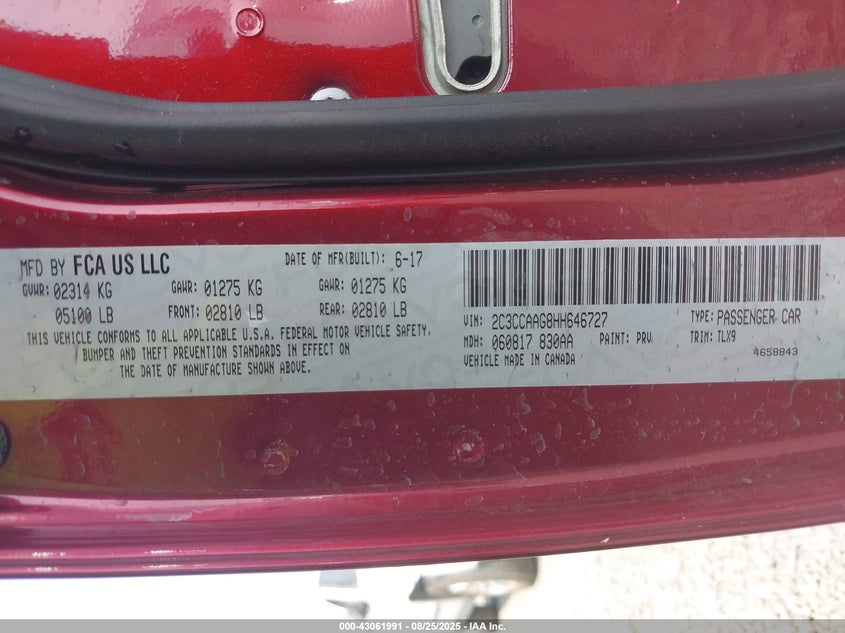 MFD BY FCA US LLC
DATE OF MFR(BUILT): 6-17
GVWR: 02314 KG GAWR: 01275 KG GAWR: 01275 KG
05100 LB FRONT: 02810 LB REAR: 02810 LB
THIS VEHICLE CONFORMS TO ALL APPLICABLE U.S.A. FEDERAL MOTOR VEHICLE SAFETY,
BUMPER AND THEFT PREVENTION STANDARDS IN EFFECT ON
THE DATE OF MANUFACTURE SHOWN ABOVE.
VIN: 2C3CCAAG8HH646727 TYPE: PASSENGER CAR
MDH: 060817 830AA PAINT: PRV TRIM: TLX9
VEHICLE MADE IN CANADA 4658843
000-43061991 - 08/25/2025 - IAA Inc.